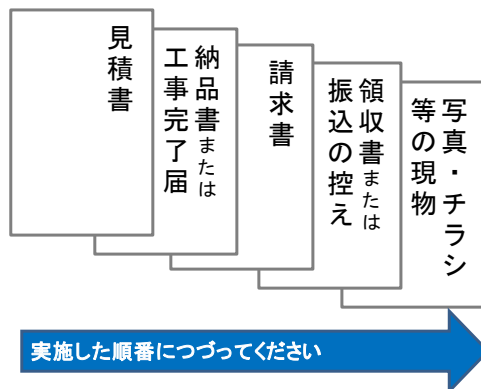 見積書
納品書または
工事完了届
請求書
領収書または
振込の控え
写真・チラシ
等の現物
実施した順番につづってください